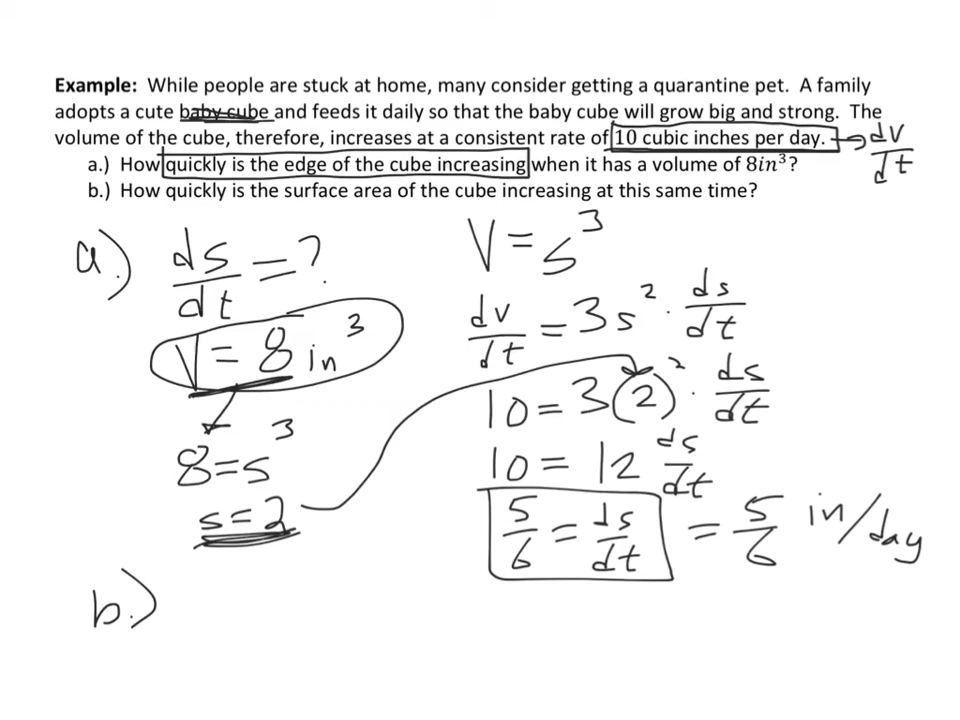 Example: While people are stuck at home, many consider getting a quarantine pet. A family
adopts a cute baby cube and feeds it daily so that the baby cube will grow big and strong. The
volume of the cube, therefore, increases at a consistent rate of 10 cubic inches per day. → dV/dt
a.) How quickly is the edge of the cube increasing when it has a volume of 8in³?
b.) How quickly is the surface area of the cube increasing at this same time?
a.) ds/dt = ?
V = 8 in³
8 = s³
s = 2
V = s³
dv/dt = 3s² · ds/dt
10 = 3(2)² · ds/dt
10 = 12 ds/dt
5/6 = ds/dt = 5/6 in/day
b.)